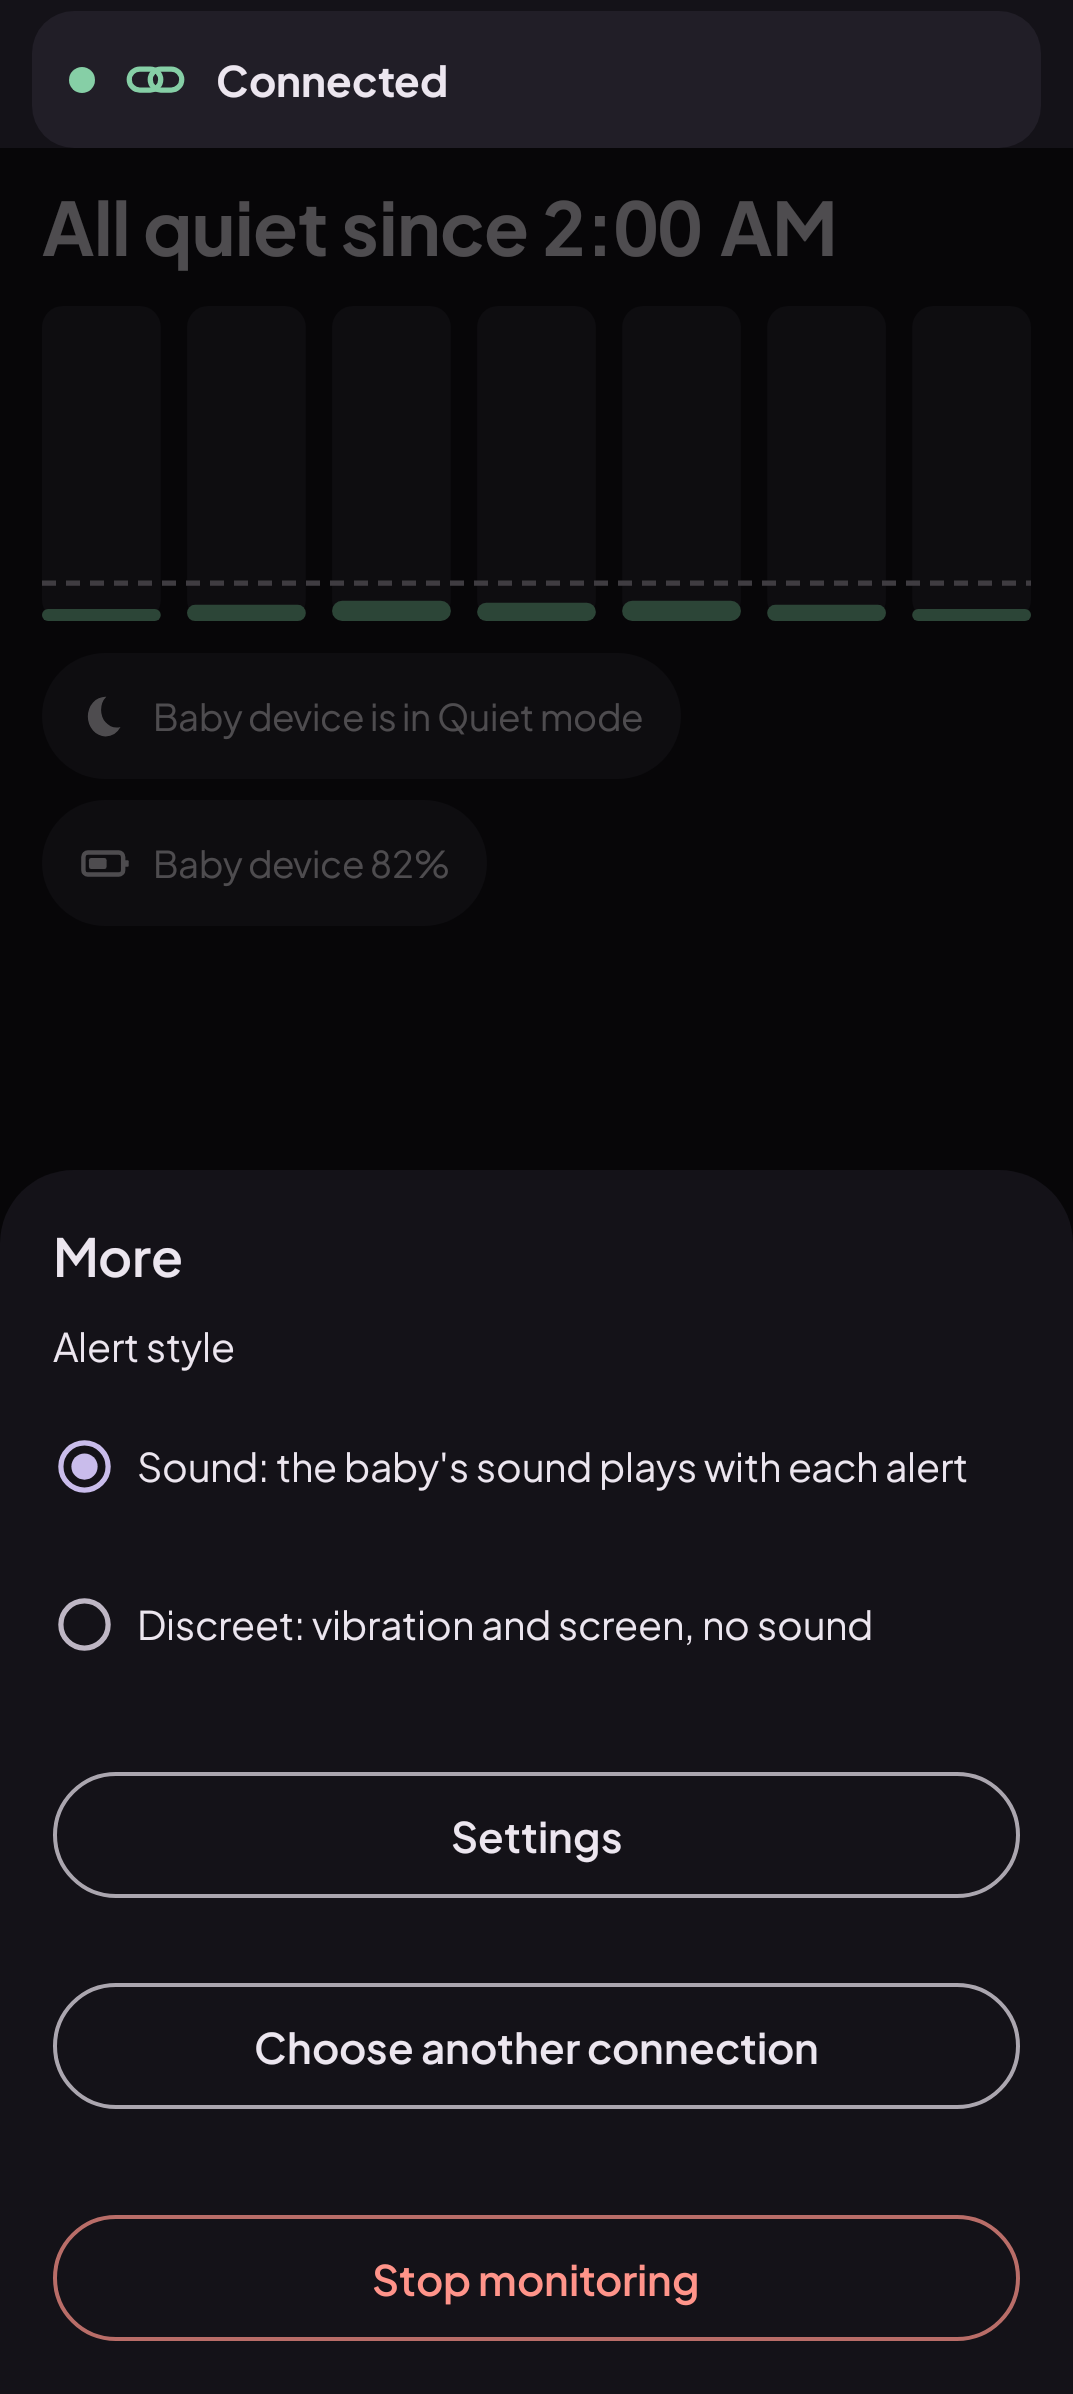 Connected
All quiet since 2:00 AM
Baby device is in Quiet mode
Baby device 82%
More
Alert style
Sound: the baby's sound plays with each alert
Discreet: vibration and screen, no sound
Settings
Choose another connection
Stop monitoring